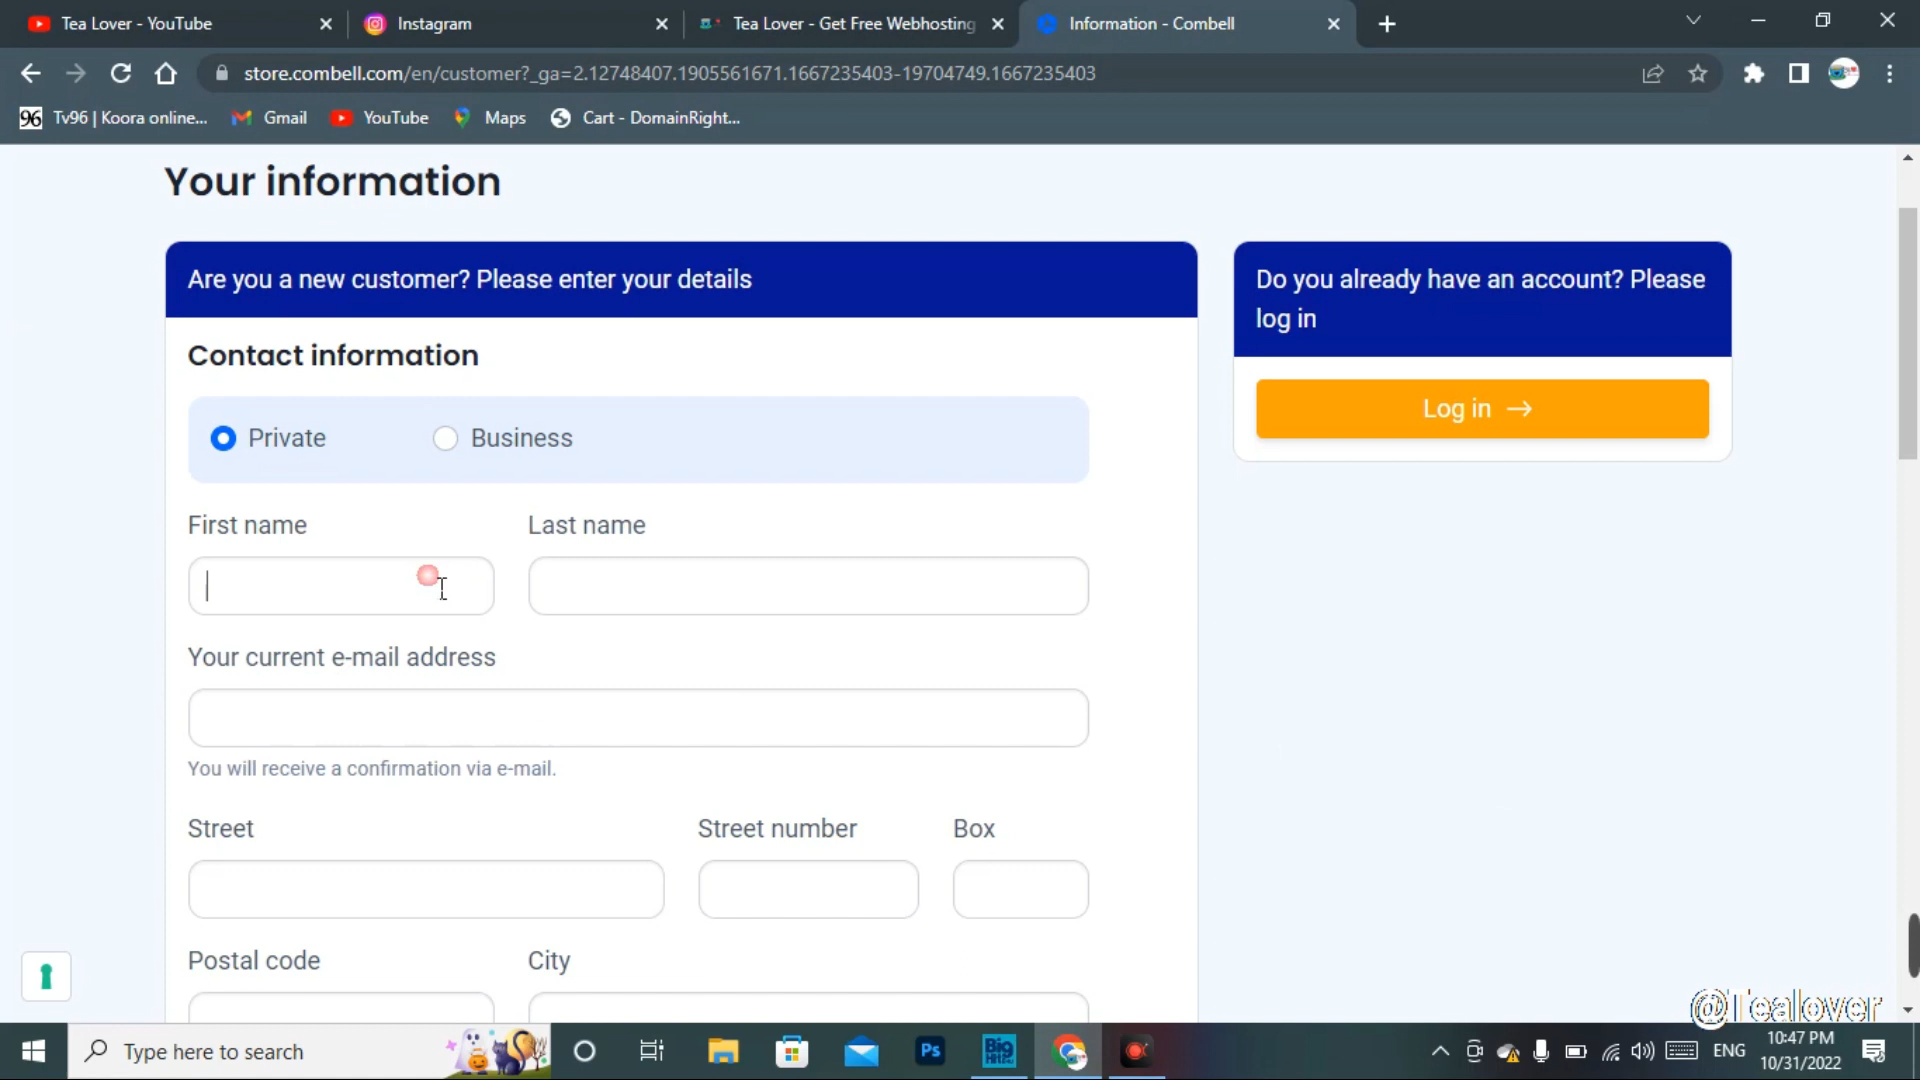 Tea Lover - YouTube
Instagram
Tea Lover - Get Free Webhosting
Information - Combell
store.combell.com/en/customer?_ga=2.12748407.1905561671.1667235403-19704749.1667235403
96 Tv96 | Koora online...
Gmail
YouTube
Maps
Cart - DomainRight...
Your information
Are you a new customer? Please enter your details
Do you already have an account? Please
log in
Contact information
Log in →
Private
Business
First name
Last name
Your current e-mail address
You will receive a confirmation via e-mail.
Street
Street number
Box
Postal code
City
@Tealover
Type here to search
Ps
Big
ENG
10:47 PM
10/31/2022